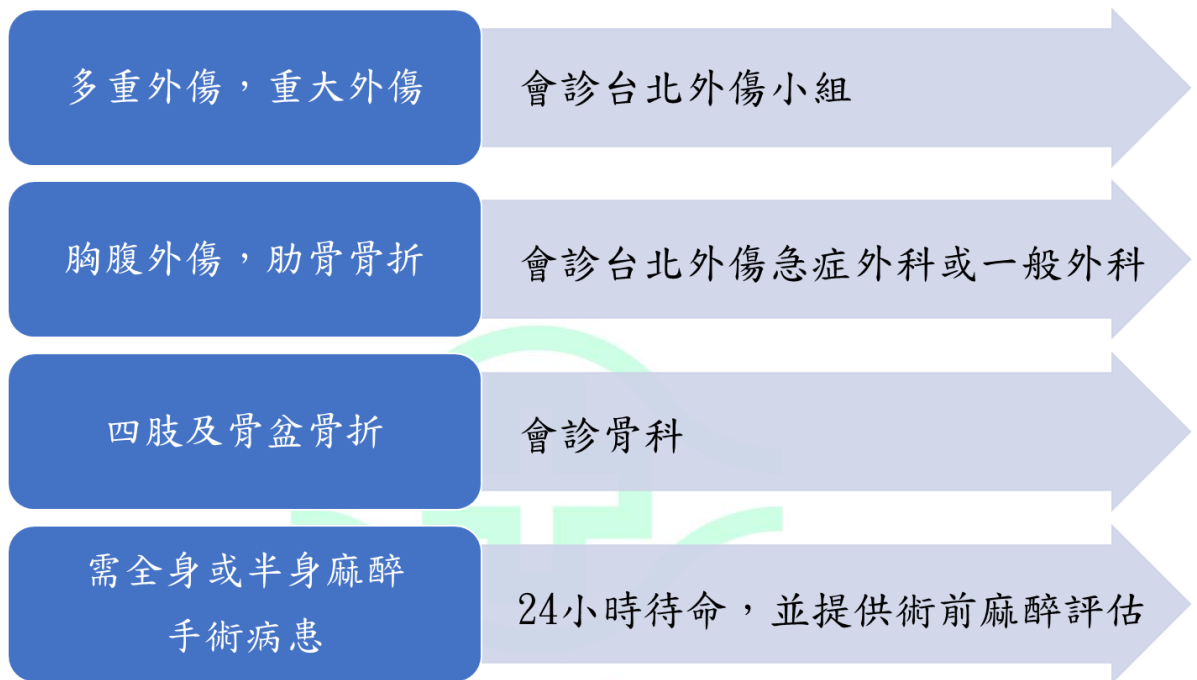 多重外傷，重大外傷
會診台北外傷小組
胸腹外傷，肋骨骨折
會診台北外傷急症外科或一般外科
四肢及骨盆骨折
會診骨科
需全身或半身麻醉
手術病患
24小時待命，並提供術前麻醉評估